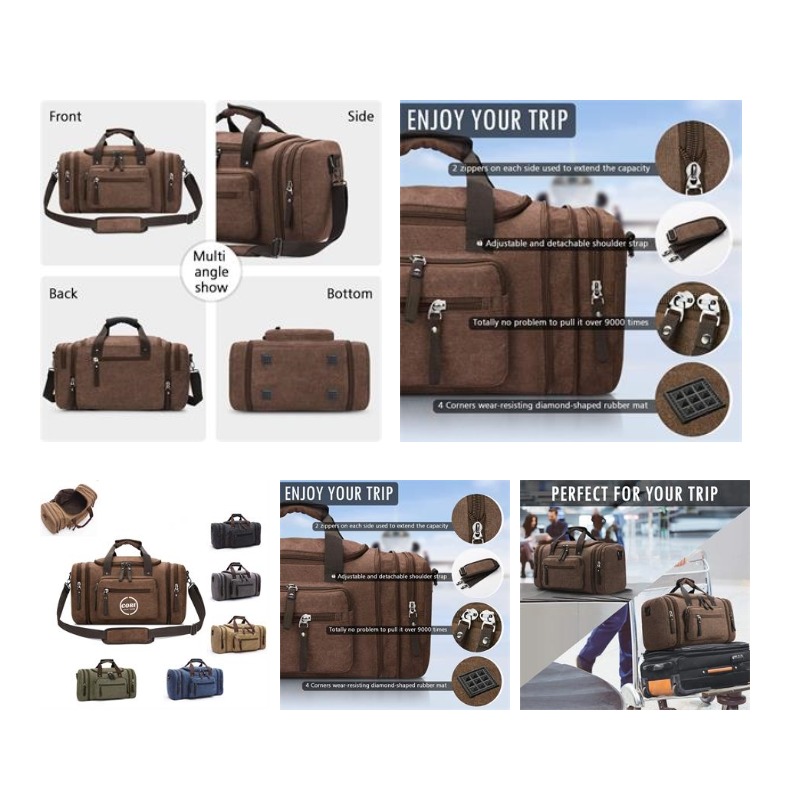 Front
Side
Multi
angle
show
Back
Bottom
ENJOY YOUR TRIP
2 zippers on each side used to extend the capacity
Adjustable and detachable shoulder strap
Totally no problem to pull it over 9000 times
4 Corners wear-resisting diamond-shaped rubber mat
CORE
ENJOY YOUR TRIP
2 zippers on each side used to extend the capacity
Adjustable and detachable shoulder strap
Totally no problem to pull it over 9000 times
4 Corners wear-resisting diamond-shaped rubber mat
PERFECT FOR YOUR TRIP